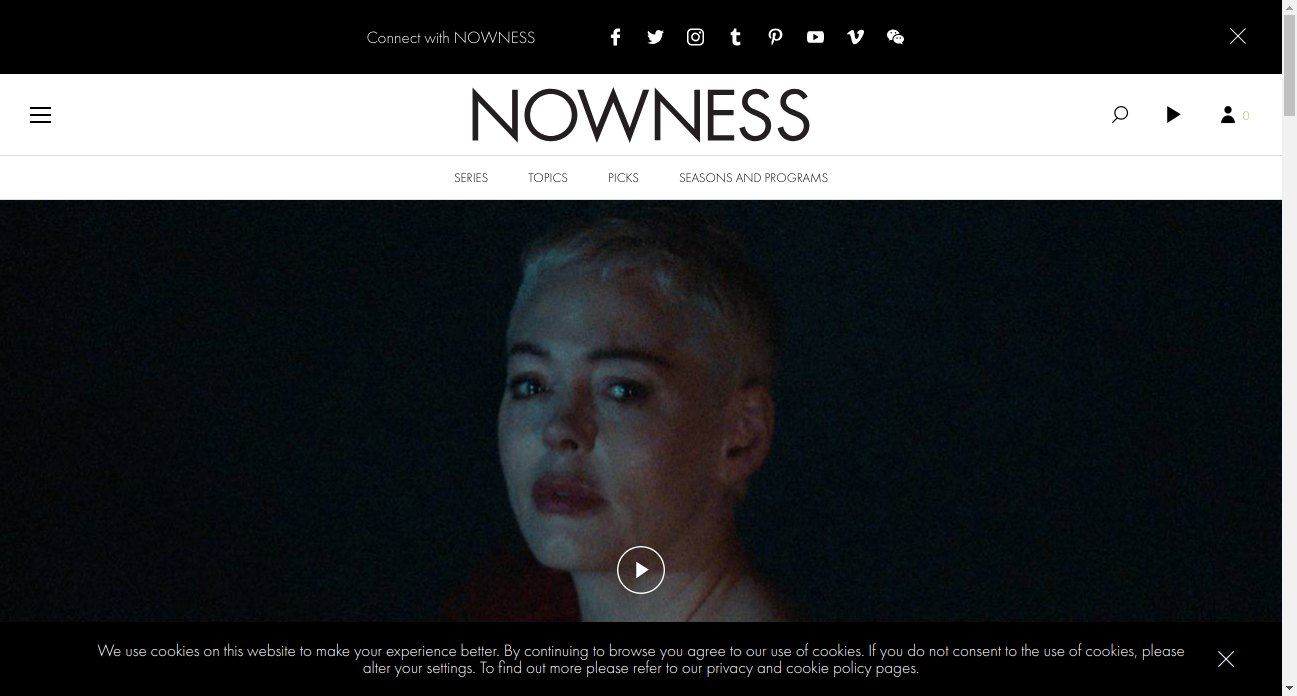 Connect with NOWNESS
NOWNESS
0
SERIES TOPICS PICKS SEASONS AND PROGRAMS
We use cookies on this website to make your experience better. By continuing to browse you agree to our use of cookies. If you do not consent to the use of cookies, please
alter your settings. To find out more please refer to our privacy and cookie policy pages.